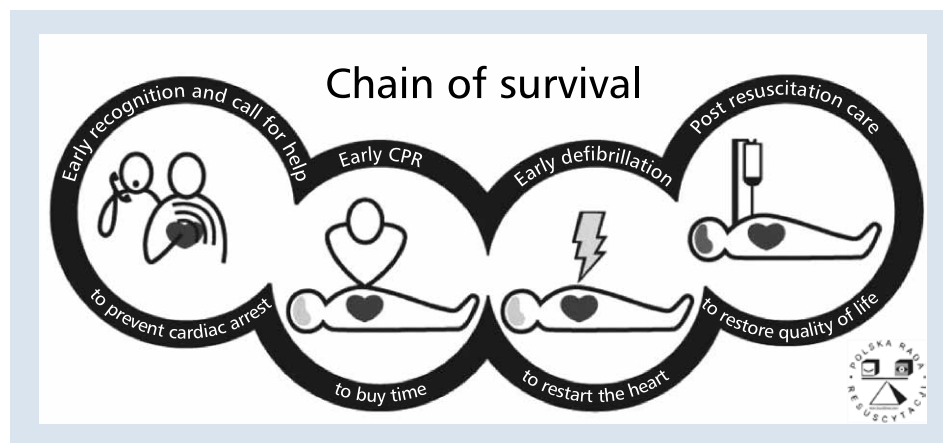 Chain of survival
Early recognition and call for help
to prevent cardiac arrest
Early CPR
to buy time
Early defibrillation
to restart the heart
Post resuscitation care
to restore quality of life
POLSKA RADA
RESUSCYTACJI